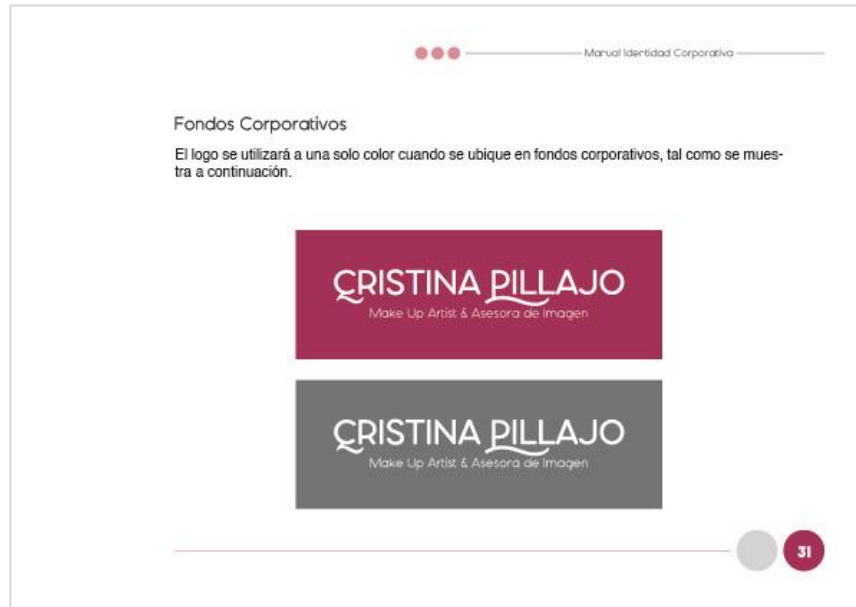 Manual Identidad Corporativa
Fondos Corporativos
El logo se utilizará a una solo color cuando se ubique en fondos corporativos, tal como se mues-
tra a continuación.
CRISTINA PILLAJO
Make Up Artist & Asesora de Imagen
CRISTINA PILLAJO
Make Up Artist & Asesora de Imagen
31